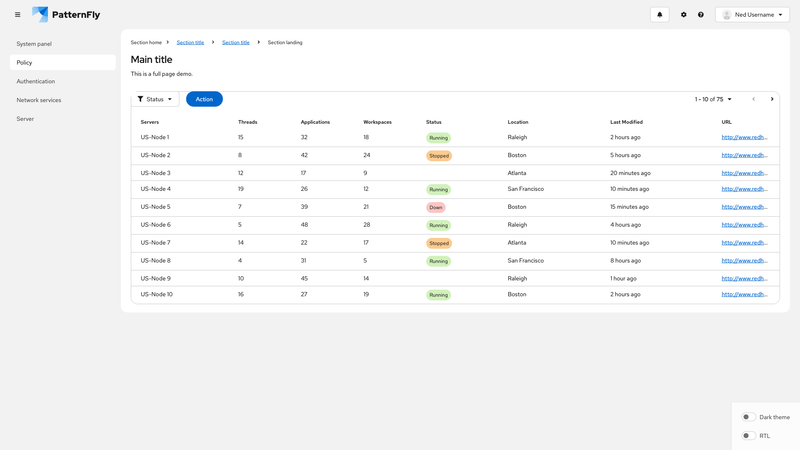 PatternFly
Ned Username
System panel
Policy
Authentication
Network services
Server
Section home Section title Section title Section landing
Main title
This is a full page demo.
Status Action 1 - 10 of 75
Servers Threads Applications Workspaces Status Location Last Modified URL
US-Node 1 15 32 18 Running Raleigh 2 hours ago http://www.redh...
US-Node 2 8 42 24 Stopped Boston 5 hours ago http://www.redh...
US-Node 3 12 17 9 Atlanta 20 minutes ago http://www.redh...
US-Node 4 19 26 12 Running San Francisco 10 minutes ago http://www.redh...
US-Node 5 7 39 21 Down Boston 15 minutes ago http://www.redh...
US-Node 6 5 48 28 Running Raleigh 4 hours ago http://www.redh...
US-Node 7 14 22 17 Stopped Atlanta 10 minutes ago http://www.redh...
US-Node 8 4 31 5 Running San Francisco 8 hours ago http://www.redh...
US-Node 9 10 45 14 Raleigh 1 hour ago http://www.redh...
US-Node 10 16 27 19 Running Boston 2 hours ago http://www.redh...
Dark theme
RTL